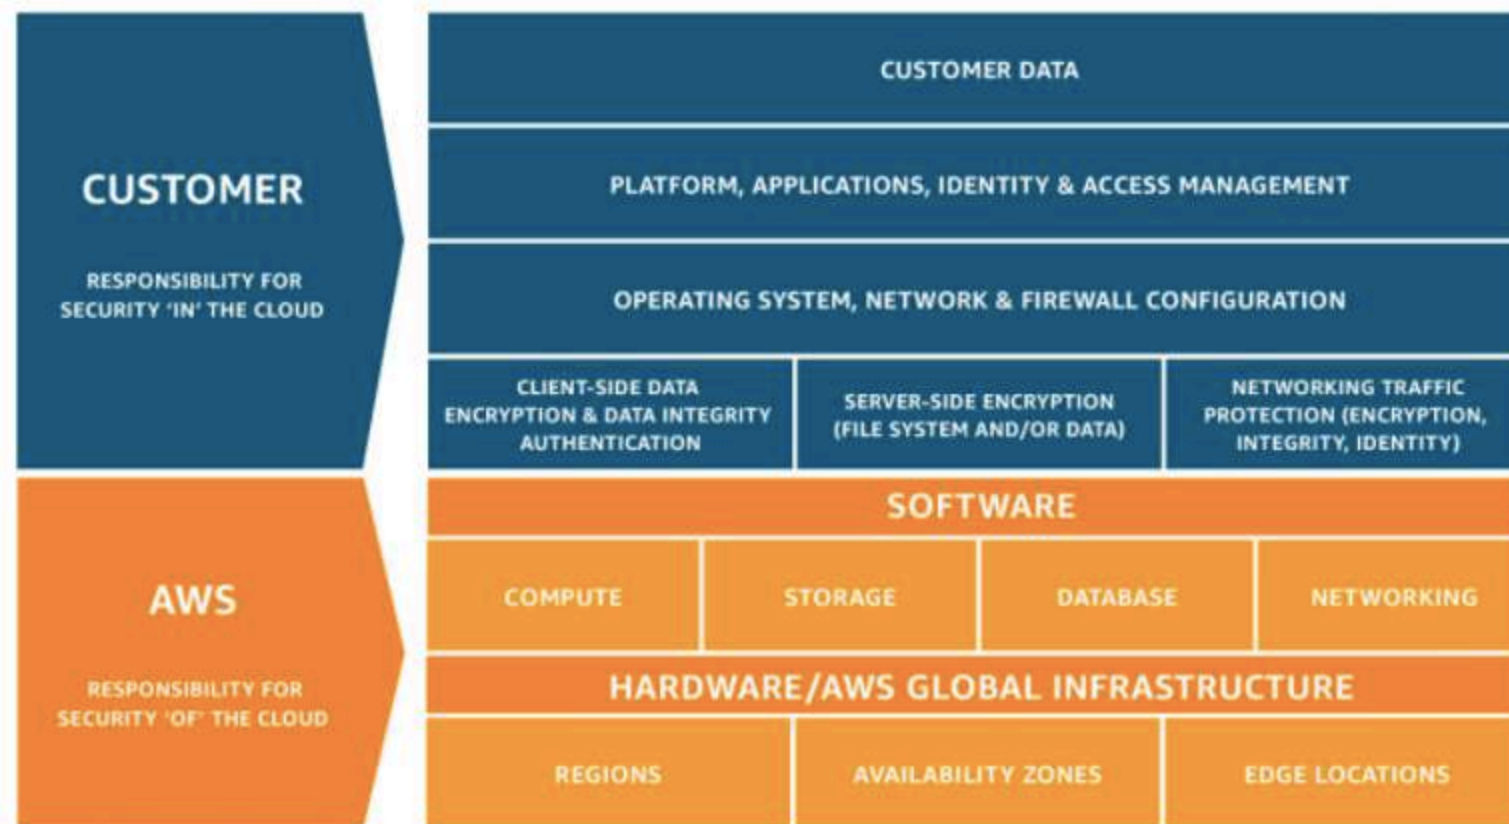 CUSTOMER
RESPONSIBILITY FOR
SECURITY ‘IN’ THE CLOUD
CUSTOMER DATA
PLATFORM, APPLICATIONS, IDENTITY & ACCESS MANAGEMENT
OPERATING SYSTEM, NETWORK & FIREWALL CONFIGURATION
CLIENT-SIDE DATA
ENCRYPTION & DATA INTEGRITY
AUTHENTICATION
SERVER-SIDE ENCRYPTION
(FILE SYSTEM AND/OR DATA)
NETWORKING TRAFFIC
PROTECTION (ENCRYPTION,
INTEGRITY, IDENTITY)
AWS
RESPONSIBILITY FOR
SECURITY ‘OF’ THE CLOUD
SOFTWARE
COMPUTE
STORAGE
DATABASE
NETWORKING
HARDWARE/AWS GLOBAL INFRASTRUCTURE
REGIONS
AVAILABILITY ZONES
EDGE LOCATIONS